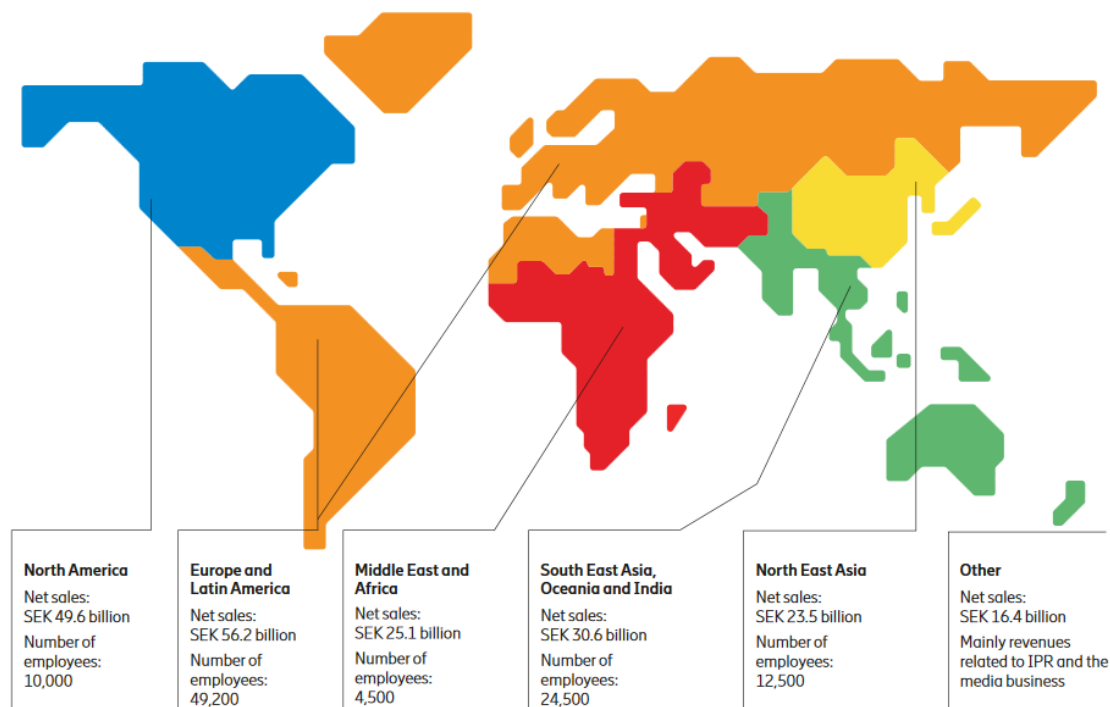 North America
Net sales:
SEK 49.6 billion
Number of
employees:
10,000
Europe and
Latin America
Net sales:
SEK 56.2 billion
Number of
employees:
49,200
Middle East and
Africa
Net sales:
SEK 25.1 billion
Number of
employees:
4,500
South East Asia,
Oceania and India
Net sales:
SEK 30.6 billion
Number of
employees:
24,500
North East Asia
Net sales:
SEK 23.5 billion
Number of
employees:
12,500
Other
Net sales:
SEK 16.4 billion
Mainly revenues
related to IPR and the
media business